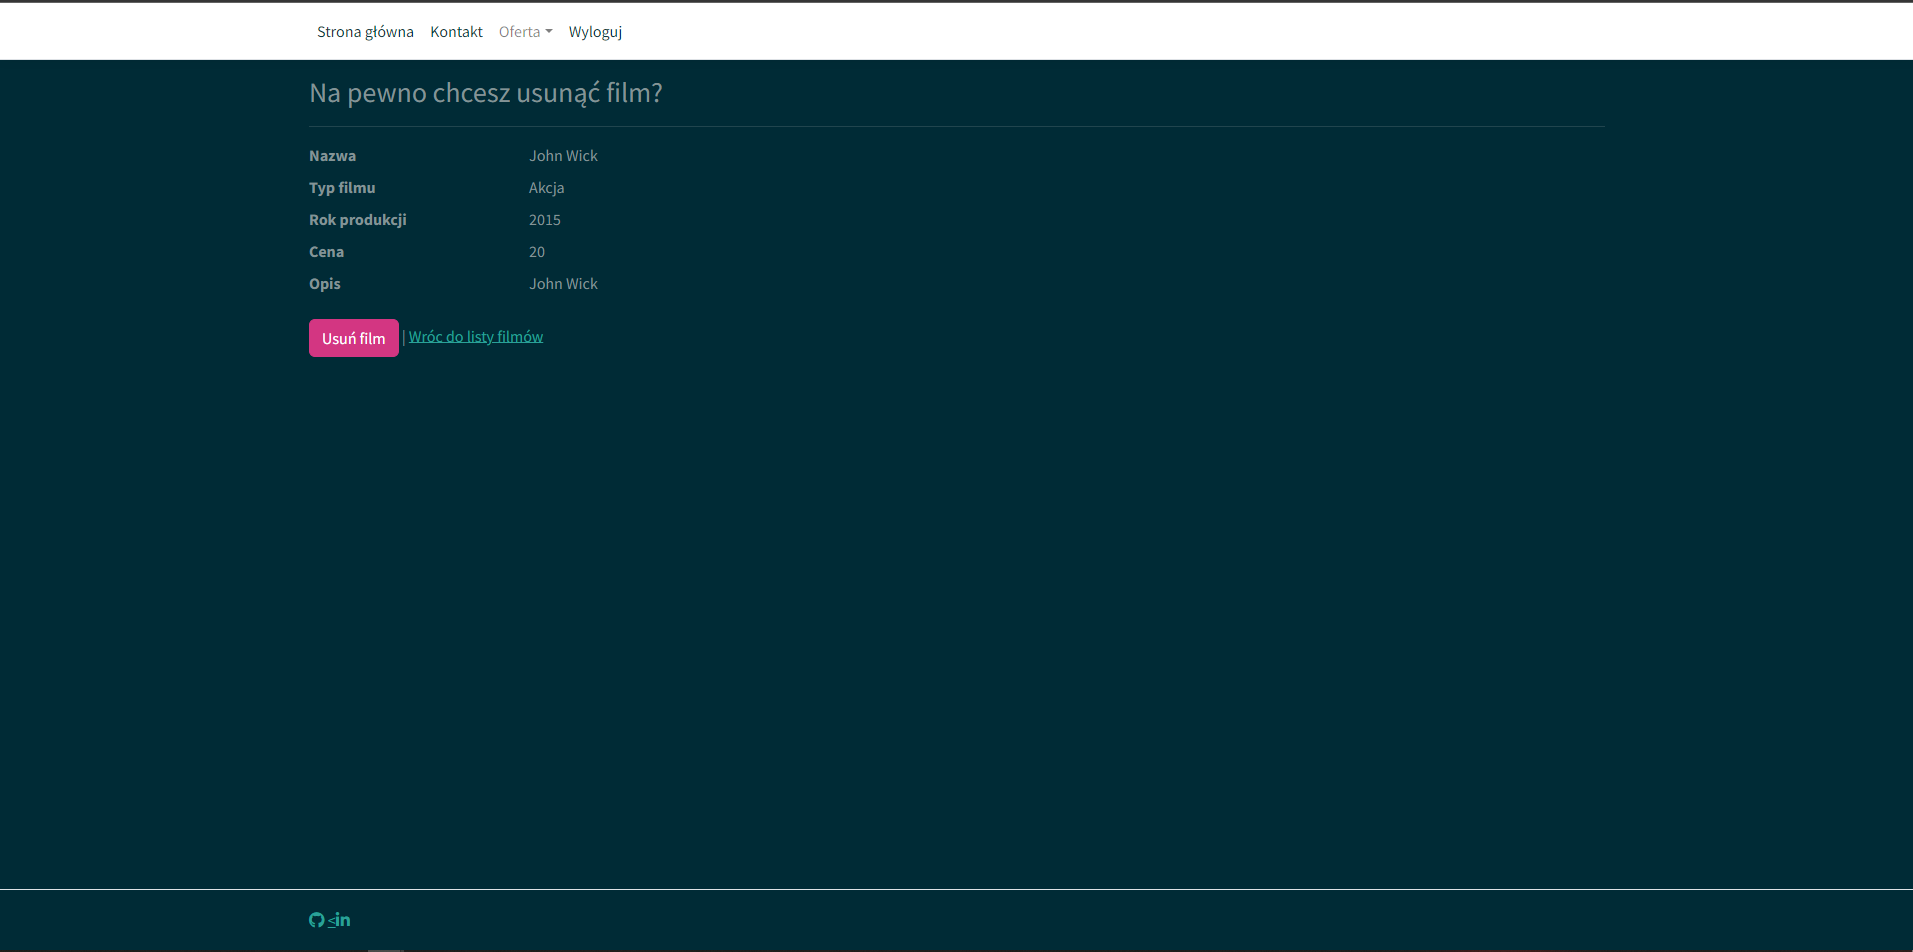 Strona główna Kontakt Oferta Wyloguj
Na pewno chcesz usunąć film?
Nazwa John Wick
Typ filmu Akcja
Rok produkcji 2015
Cena 20
Opis John Wick
Usuń film | Wróc do listy filmów
< in